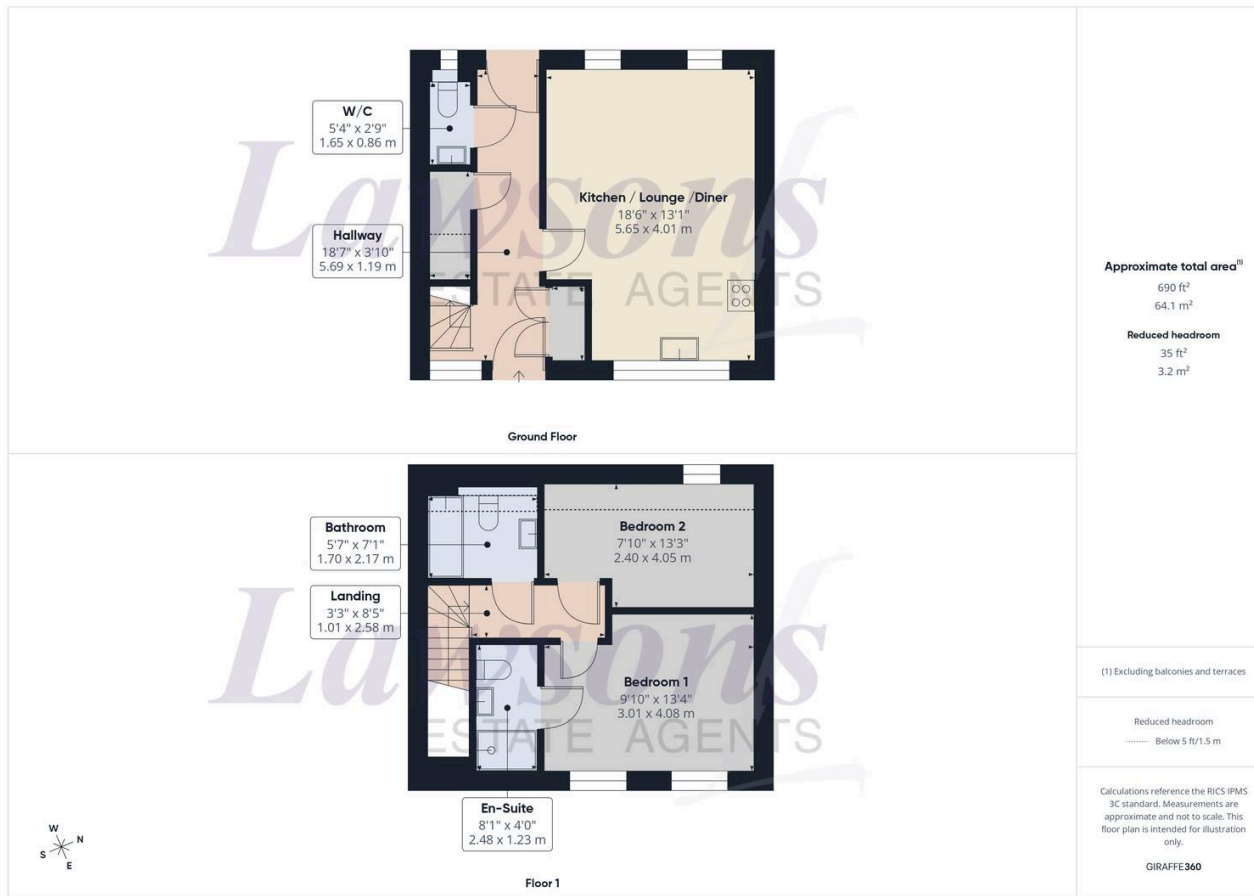 W/C
5'4" x 2'9"
1.65 x 0.86 m
Hallway
18'7" x 3'10"
5.69 x 1.19 m
Kitchen / Lounge /Diner
18'6" x 13'1"
5.65 x 4.01 m
Lawsons
ESTATE AGENTS
Ground Floor
Bathroom
5'7" x 7'1"
1.70 x 2.17 m
Landing
3'3" x 8'5"
1.01 x 2.58 m
Bedroom 2
7'10" x 13'3"
2.40 x 4.05 m
Bedroom 1
9'10" x 13'4"
3.01 x 4.08 m
Lawsons
ESTATE AGENTS
En-Suite
8'1" x 4'0"
2.48 x 1.23 m
W
N
S
E
Floor 1
Approximate total area(1)
690 ft²
64.1 m²
Reduced headroom
35 ft²
3.2 m²
(1) Excluding balconies and terraces
Reduced headroom
Below 5 ft/1.5 m
Calculations reference the RICS IPMS
3C standard. Measurements are
approximate and not to scale. This
floor plan is intended for illustration
only.
GIRAFFE360